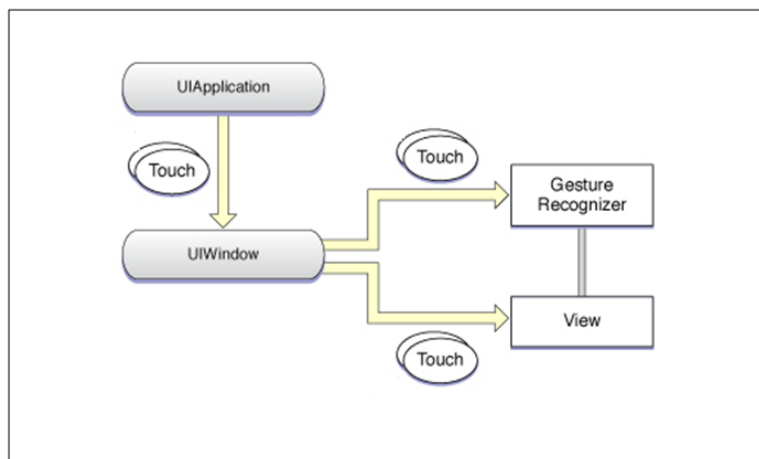 UIApplication
Touch
Touch
Gesture
Recognizer
UIWindow
View
Touch